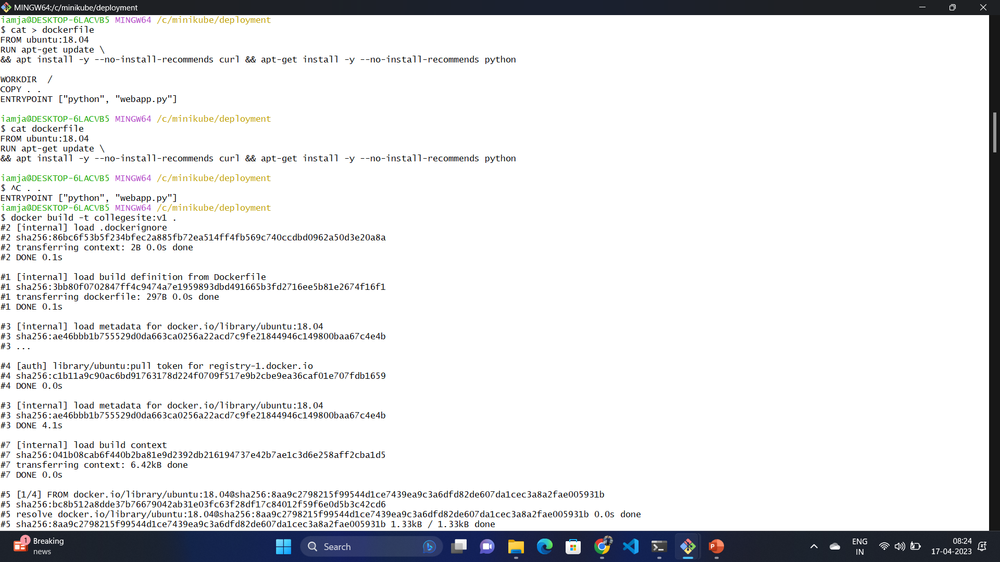 MINGW64:/c/minikube/deployment
iamja@DESKTOP-6LACVB5 MINGW64 /c/minikube/deployment
$ cat > dockerfile
FROM ubuntu:18.04
RUN apt-get update \
&& apt install -y --no-install-recommends curl && apt-get install -y --no-install-recommends python
WORKDIR  /
COPY . .
ENTRYPOINT ["python", "webapp.py"]
iamja@DESKTOP-6LACVB5 MINGW64 /c/minikube/deployment
$ cat dockerfile
FROM ubuntu:18.04
RUN apt-get update \
&& apt install -y --no-install-recommends curl && apt-get install -y --no-install-recommends python
iamja@DESKTOP-6LACVB5 MINGW64 /c/minikube/deployment
$ ^C . .
ENTRYPOINT ["python", "webapp.py"]
iamja@DESKTOP-6LACVB5 MINGW64 /c/minikube/deployment
$ docker build -t collegesite:v1 .
#2 [internal] load .dockerignore
#2 sha256:86bc6f53b5f234bfec2a885fb72ea514ff4fb569c740ccdbd0962a50d3e20a8a
#2 transferring context: 2B 0.0s done
#2 DONE 0.1s
#1 [internal] load build definition from Dockerfile
#1 sha256:3bb80f0702847ff4c9474a7e1959893dbd491665b3fd2716ee5b81e2674f16f1
#1 transferring dockerfile: 297B 0.0s done
#1 DONE 0.1s
#3 [internal] load metadata for docker.io/library/ubuntu:18.04
#3 sha256:ae46bbb1b755529d0da663ca0256a22acd7c9fe21844946c149800baa67c4e4b
#3 ...
#4 [auth] library/ubuntu:pull token for registry-1.docker.io
#4 sha256:c1b11a9c90ac6bd91763178d224f0709f517e9b2cbe9ea36caf01e707fdb1659
#4 DONE 0.0s
#3 [internal] load metadata for docker.io/library/ubuntu:18.04
#3 sha256:ae46bbb1b755529d0da663ca0256a22acd7c9fe21844946c149800baa67c4e4b
#3 DONE 4.1s
#7 [internal] load build context
#7 sha256:041b08cab6f440b2ba81e9d2392db216194737e42b7ae1c3d6e258aff2cba1d5
#7 transferring context: 6.42kB done
#7 DONE 0.0s
#5 [1/4] FROM docker.io/library/ubuntu:18.04@sha256:8aa9c2798215f99544d1ce7439ea9c3a6dfd82de607da1cec3a8a2fae005931b
#5 sha256:bc8b512a8dde37b76679042ab31e03fc63f28df17c84012f59f6e0d5b3c42cd6
#5 resolve docker.io/library/ubuntu:18.04@sha256:8aa9c2798215f99544d1ce7439ea9c3a6dfd82de607da1cec3a8a2fae005931b 0.0s done
#5 sha256:8aa9c2798215f99544d1ce7439ea9c3a6dfd82de607da1cec3a8a2fae005931b 1.33kB / 1.33kB done
1
Breaking
news
Search
ENG
IN
08:24
17-04-2023